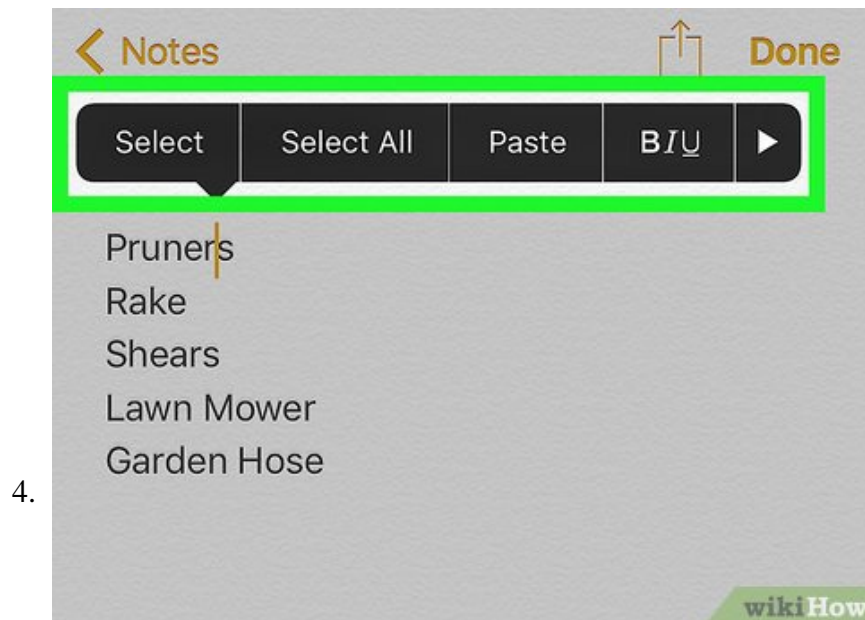 Notes Done
Select Select All Paste BIU
Pruners
Rake
Shears
Lawn Mower
Garden Hose
4.
wikiHow